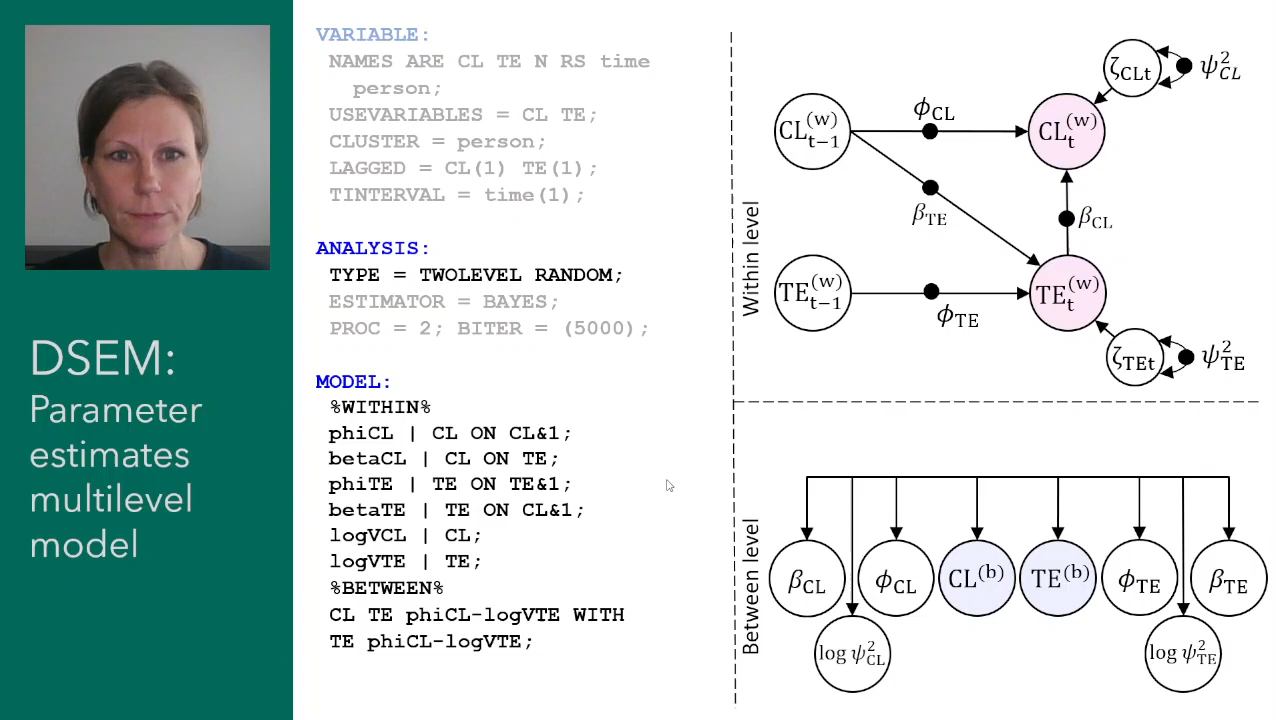 DSEM:
Parameter
estimates
multilevel
model
VARIABLE:
NAMES ARE CL TE N RS time
person;
USEVARIABLES = CL TE;
CLUSTER = person;
LAGGED = CL(1) TE(1);
TINTERVAL = time(1);
ANALYSIS:
TYPE = TWOLEVEL RANDOM;
ESTIMATOR = BAYES;
PROC = 2; BITER = (5000);
MODEL:
%WITHIN%
phiCL | CL ON CL&1;
betaCL | CL ON TE;
phiTE | TE ON TE&1;
betaTE | TE ON CL&1;
logVCL | CL;
logVTE | TE;
%BETWEEN%
CL TE phiCL-logVTE WITH
TE phiCL-logVTE;
Within level
ζCLt
ψ²CL
CL(w)t−1
ϕCL
CL(w)t
βTE
βCL
TE(w)t−1
ϕTE
TE(w)t
ζTEt
ψ²TE
Between level
βCL
ϕCL
CL(b)
TE(b)
ϕTE
βTE
log ψ²CL
log ψ²TE